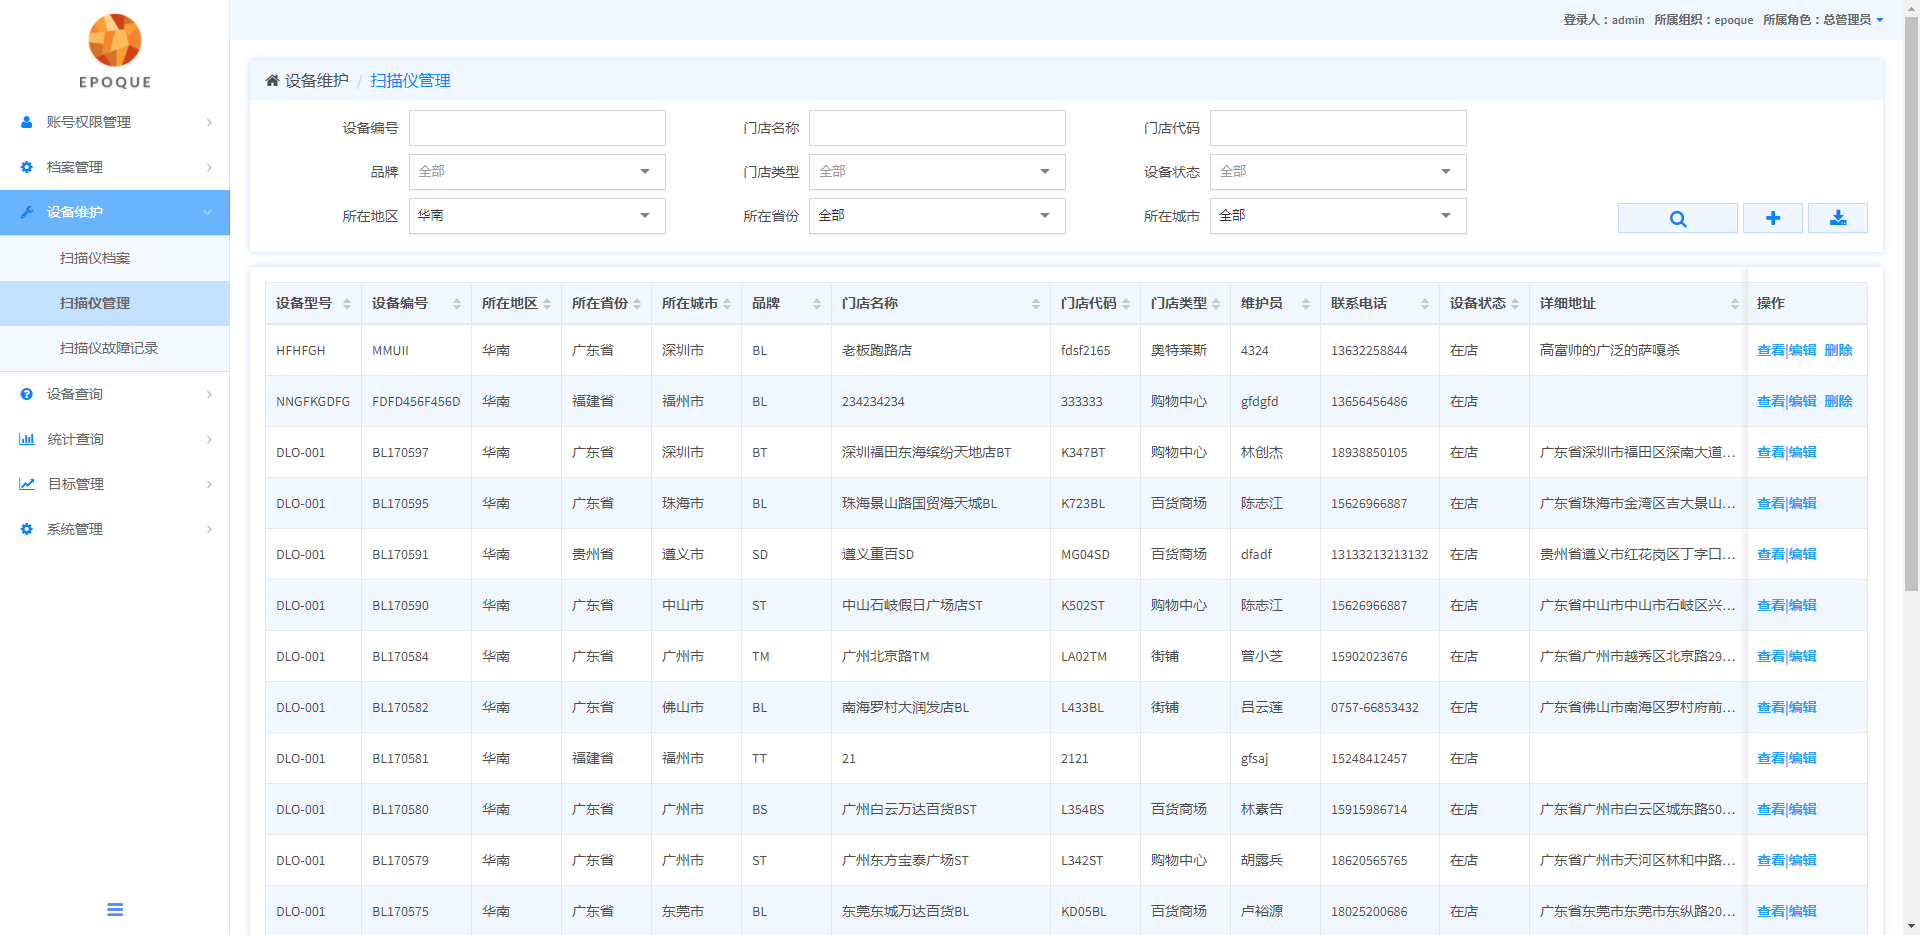 EPOQUE
账号权限管理
档案管理
设备维护
扫描仪档案
扫描仪管理
扫描仪故障记录
设备查询
统计查询
目标管理
系统管理
登录人：admin 所属组织：epoque 所属角色：总管理员
设备维护 / 扫描仪管理
设备编号 门店名称 门店代码
品牌 全部 门店类型 全部 设备状态 全部
所在地区 华南 所在省份 全部 所在城市 全部
设备型号 设备编号 所在地区 所在省份 所在城市 品牌 门店名称 门店代码 门店类型 维护员 联系电话 设备状态 详细地址 操作
HFHFGH MMUII 华南 广东省 深圳市 BL 老板跑路店 fdsf2165 奥特莱斯 4324 13632258844 在店 高富帅的广泛的萨嘎杀 查看|编辑 删除
NNGFKGDFG FDFD456F456D 华南 福建省 福州市 BL 234234234 333333 购物中心 gfdgfd 13656456486 在店 查看|编辑 删除
DLO-001 BL170597 华南 广东省 深圳市 BT 深圳福田东海缤纷天地店BT K347BT 购物中心 林创杰 18938850105 在店 广东省深圳市福田区深南大道... 查看|编辑
DLO-001 BL170595 华南 广东省 珠海市 BL 珠海景山路国贸海天城BL K723BL 百货商场 陈志江 15626966887 在店 广东省珠海市金湾区吉大景山... 查看|编辑
DLO-001 BL170591 华南 贵州省 遵义市 SD 遵义重百SD MG04SD 百货商场 dfadf 13133213213132 在店 贵州省遵义市红花岗区丁字口... 查看|编辑
DLO-001 BL170590 华南 广东省 中山市 ST 中山石岐假日广场店ST K502ST 购物中心 陈志江 15626966887 在店 广东省中山市中山市石岐区兴... 查看|编辑
DLO-001 BL170584 华南 广东省 广州市 TM 广州北京路TM LA02TM 街铺 曾小芝 15902023676 在店 广东省广州市越秀区北京路29... 查看|编辑
DLO-001 BL170582 华南 广东省 佛山市 BL 南海罗村大润发店BL L433BL 街铺 吕云莲 0757-66853432 在店 广东省佛山市南海区罗村府前... 查看|编辑
DLO-001 BL170581 华南 福建省 福州市 TT 21 2121 gfsaj 15248412457 在店 查看|编辑
DLO-001 BL170580 华南 广东省 广州市 BS 广州白云万达百货BST L354BS 百货商场 林素告 15915986714 在店 广东省广州市白云区城东路50... 查看|编辑
DLO-001 BL170579 华南 广东省 广州市 ST 广州东方宝泰广场ST L342ST 购物中心 胡露兵 18620565765 在店 广东省广州市天河区林和中路... 查看|编辑
DLO-001 BL170575 华南 广东省 东莞市 BL 东莞东城万达百货BL KD05BL 百货商场 卢裕源 18025200686 在店 广东省东莞市东莞市东纵路20... 查看|编辑